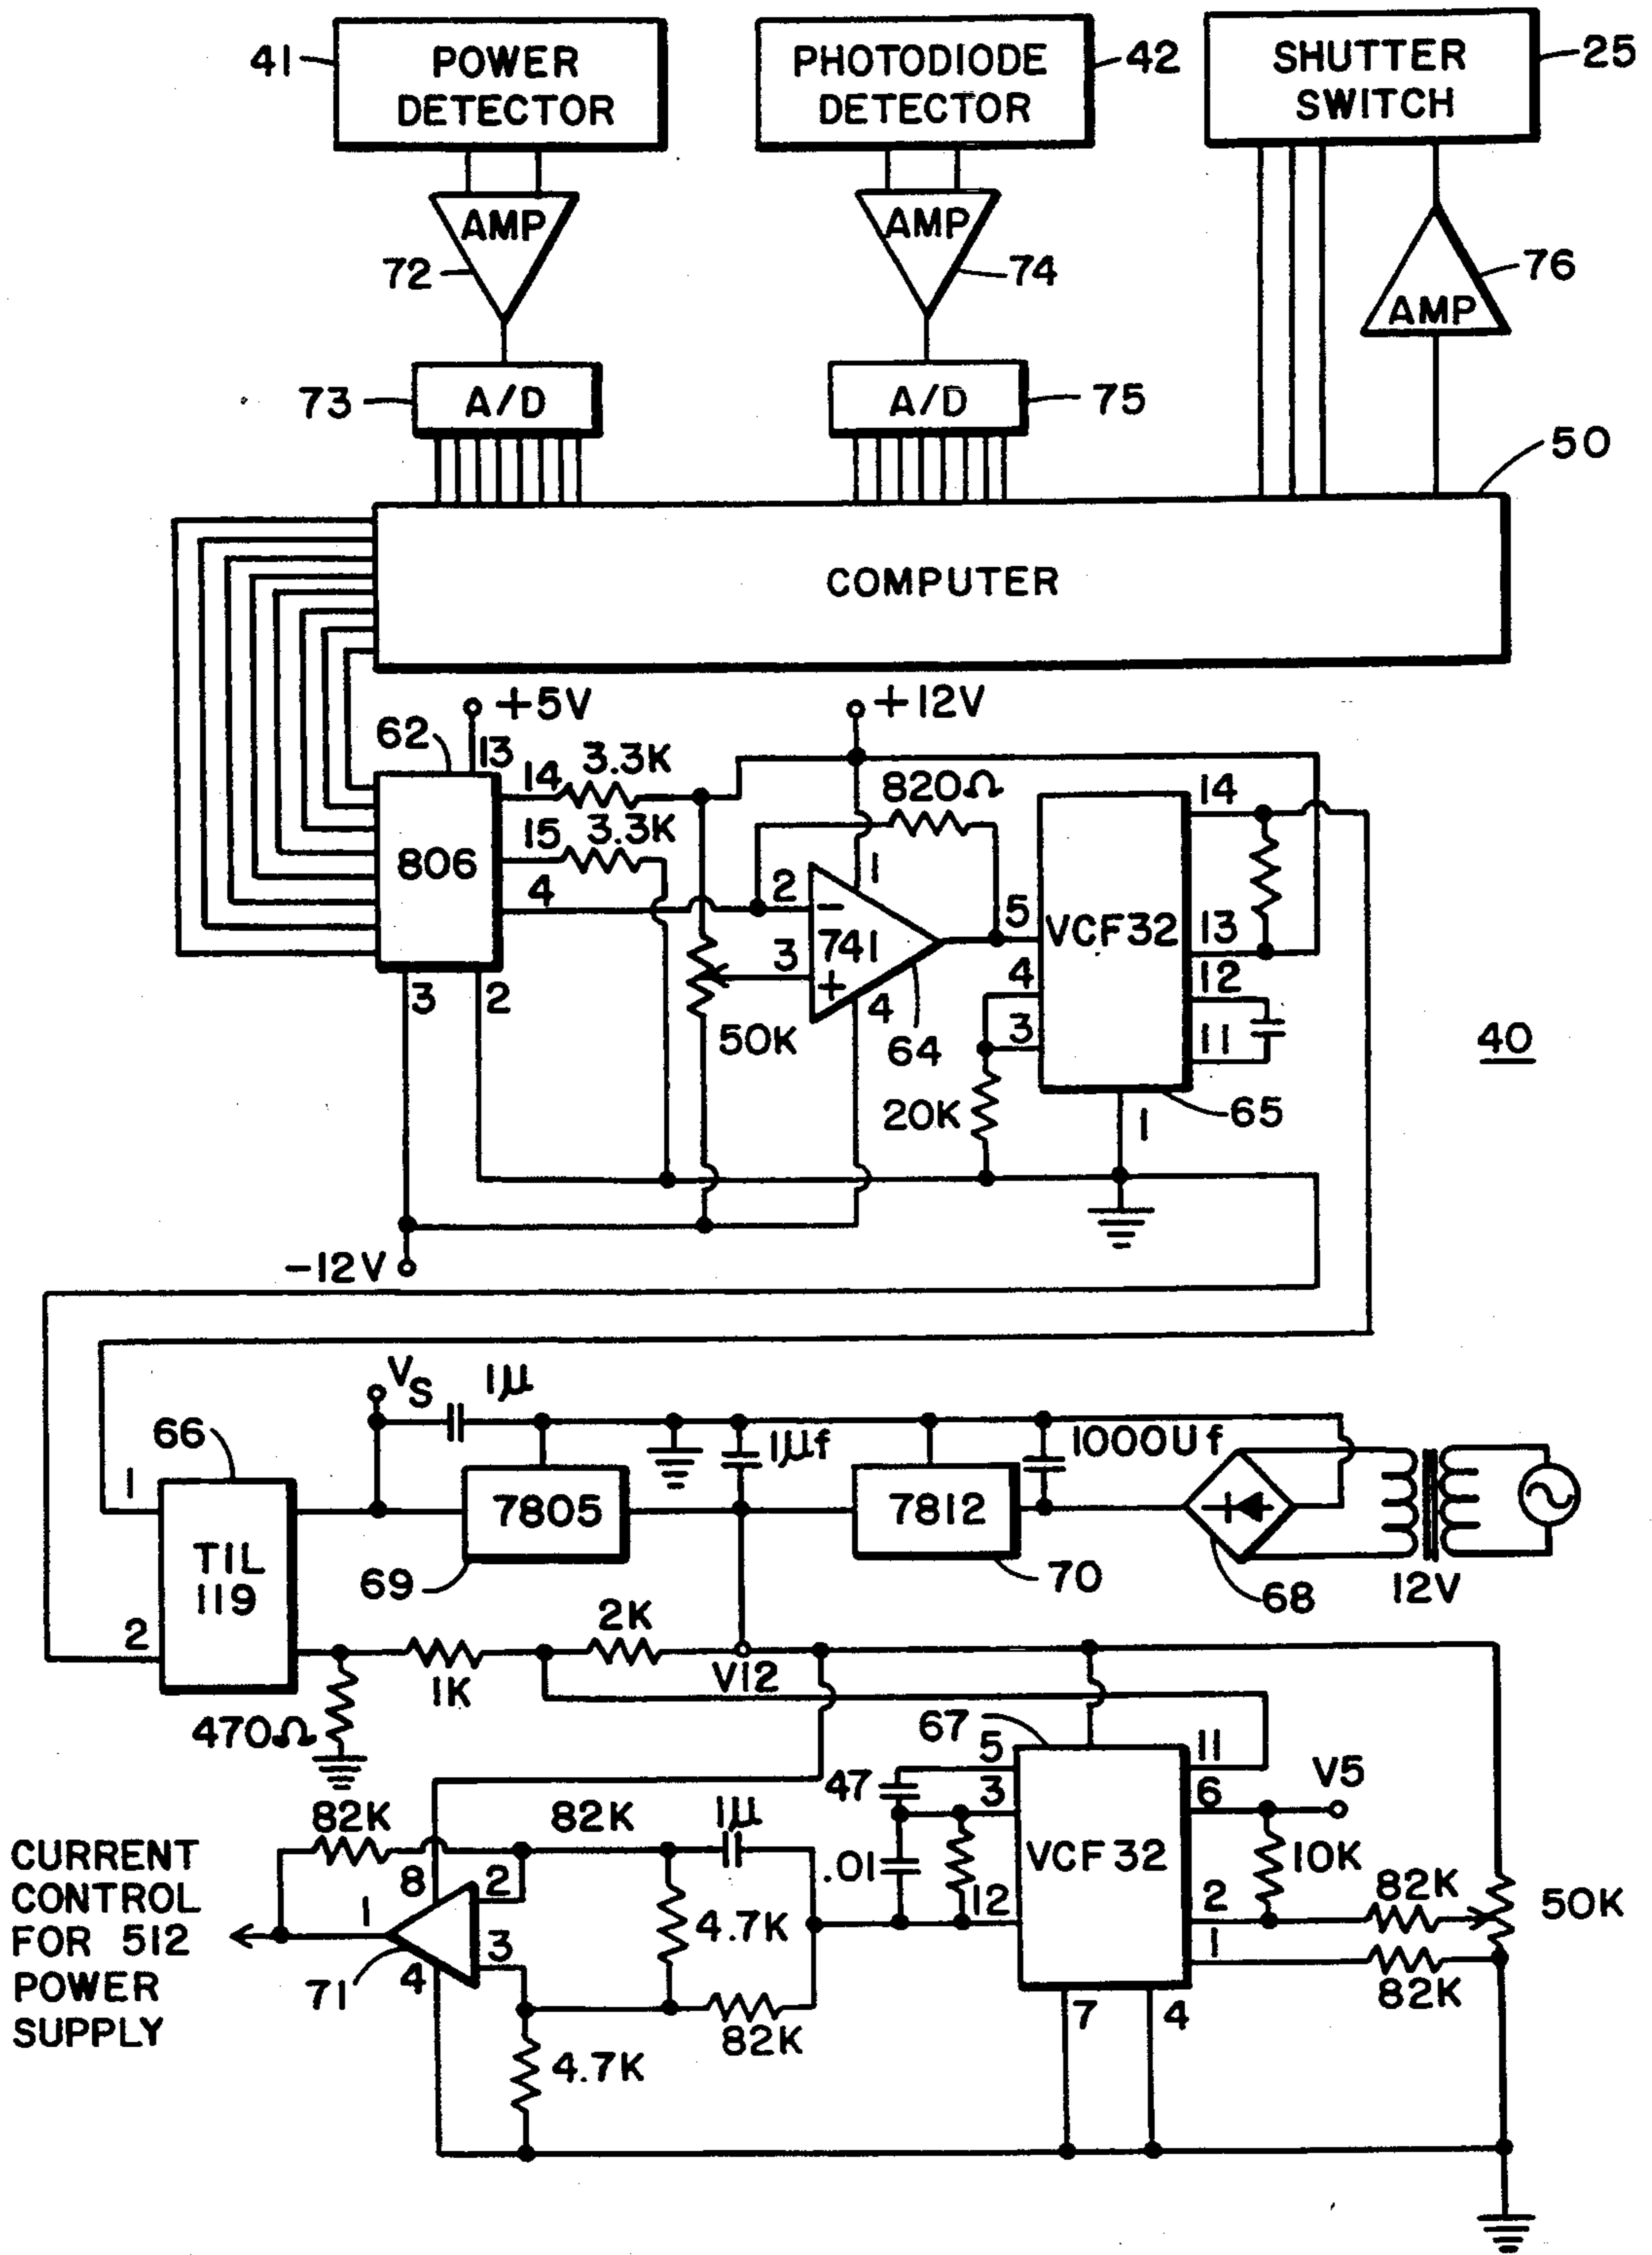 41
POWER
DETECTOR
PHOTODIODE
DETECTOR
42
SHUTTER
SWITCH
25
AMP
72
AMP
74
AMP
76
73
A/D
A/D
75
50
COMPUTER
62
+5V
+12V
13
14
3.3K
820Ω
14
15
3.3K
806
4
2
−
1
5
VCF32
13
3
741
+
4
12
3
2
50K
4
64
3
11
40
20K
1
65
−12V
VS
1μ
66
1μf
1000Uf
1
7805
7812
TIL
119
69
70
68
12V
2
2K
1K
V12
470Ω
67
5
11
47
3
6
V5
82K
82K
1μ
CURRENT
CONTROL
FOR 512
POWER
SUPPLY
8
2
.01
VCF32
10K
1
4.7K
12
2
82K
50K
3
1
71
4
82K
82K
7
4
4.7K